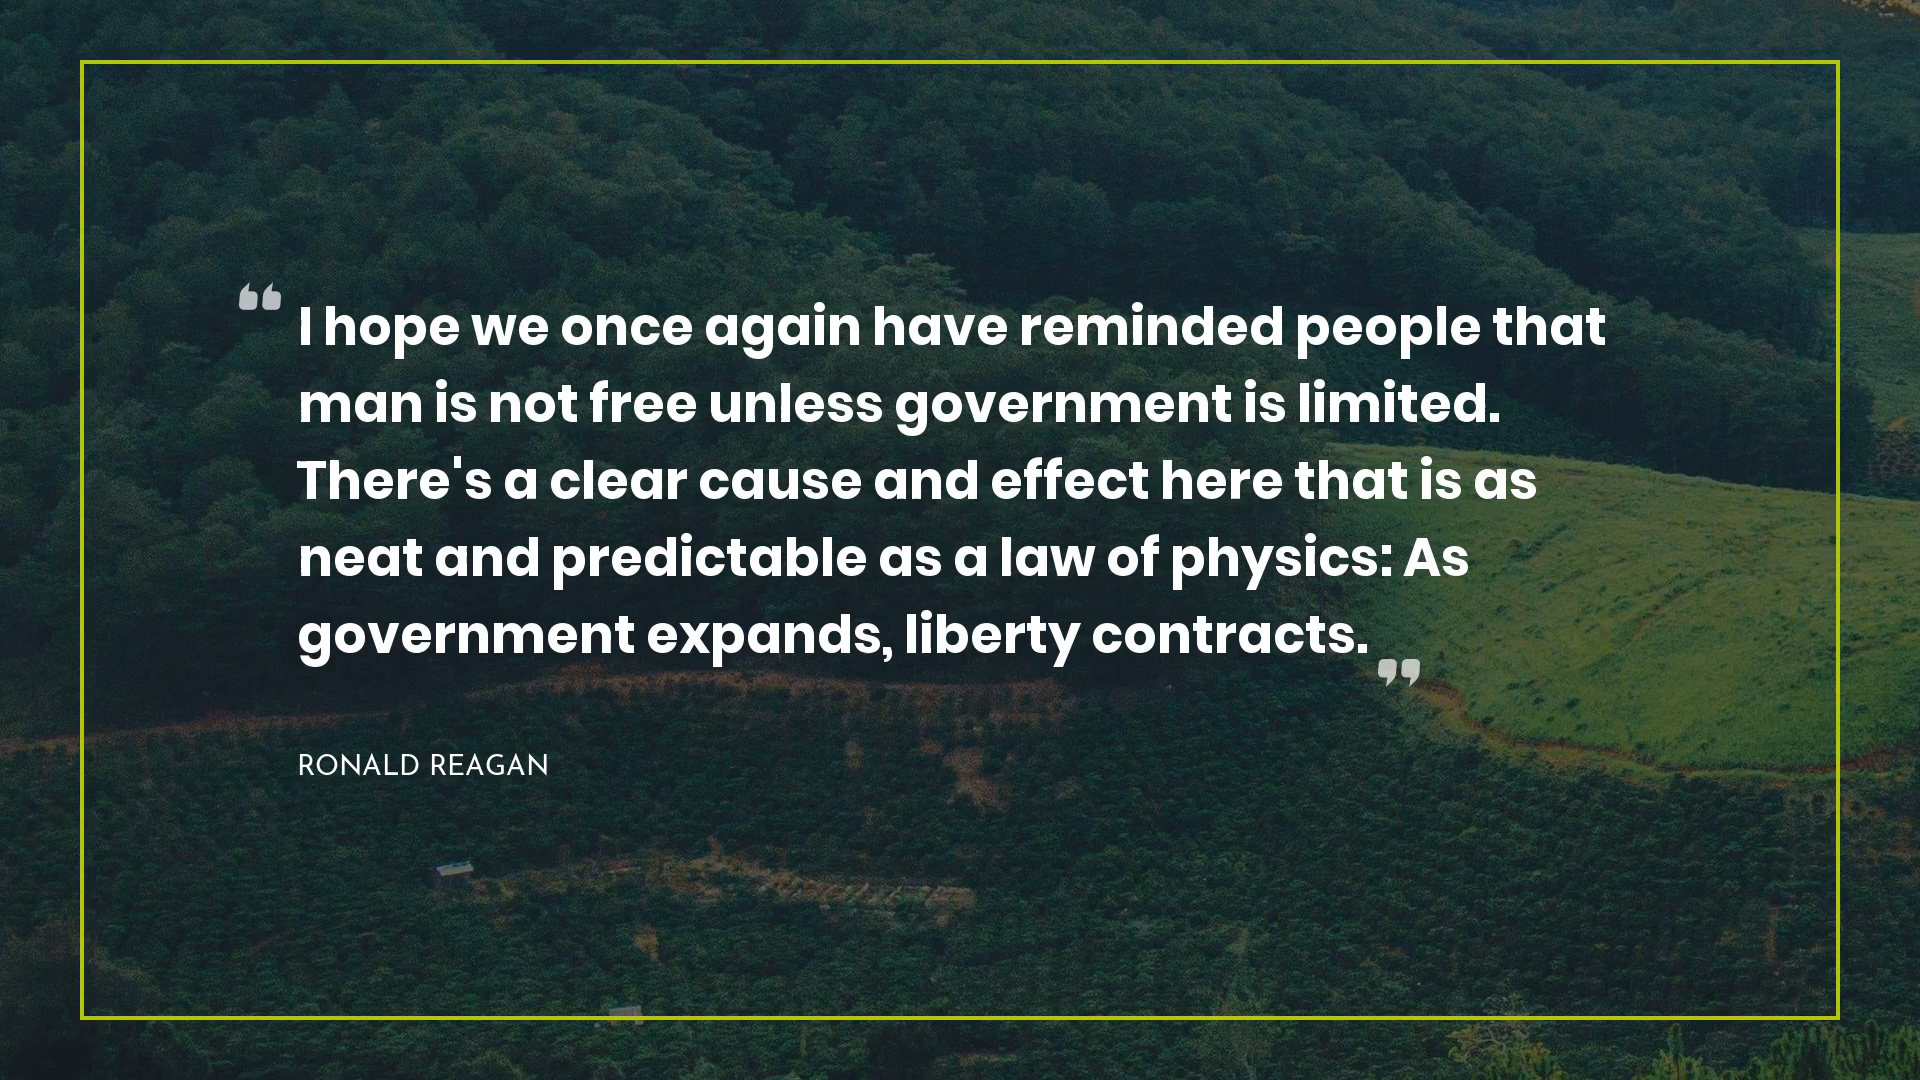 “ I hope we once again have reminded people that
man is not free unless government is limited.
There's a clear cause and effect here that is as
neat and predictable as a law of physics: As
government expands, liberty contracts. ”
RONALD REAGAN